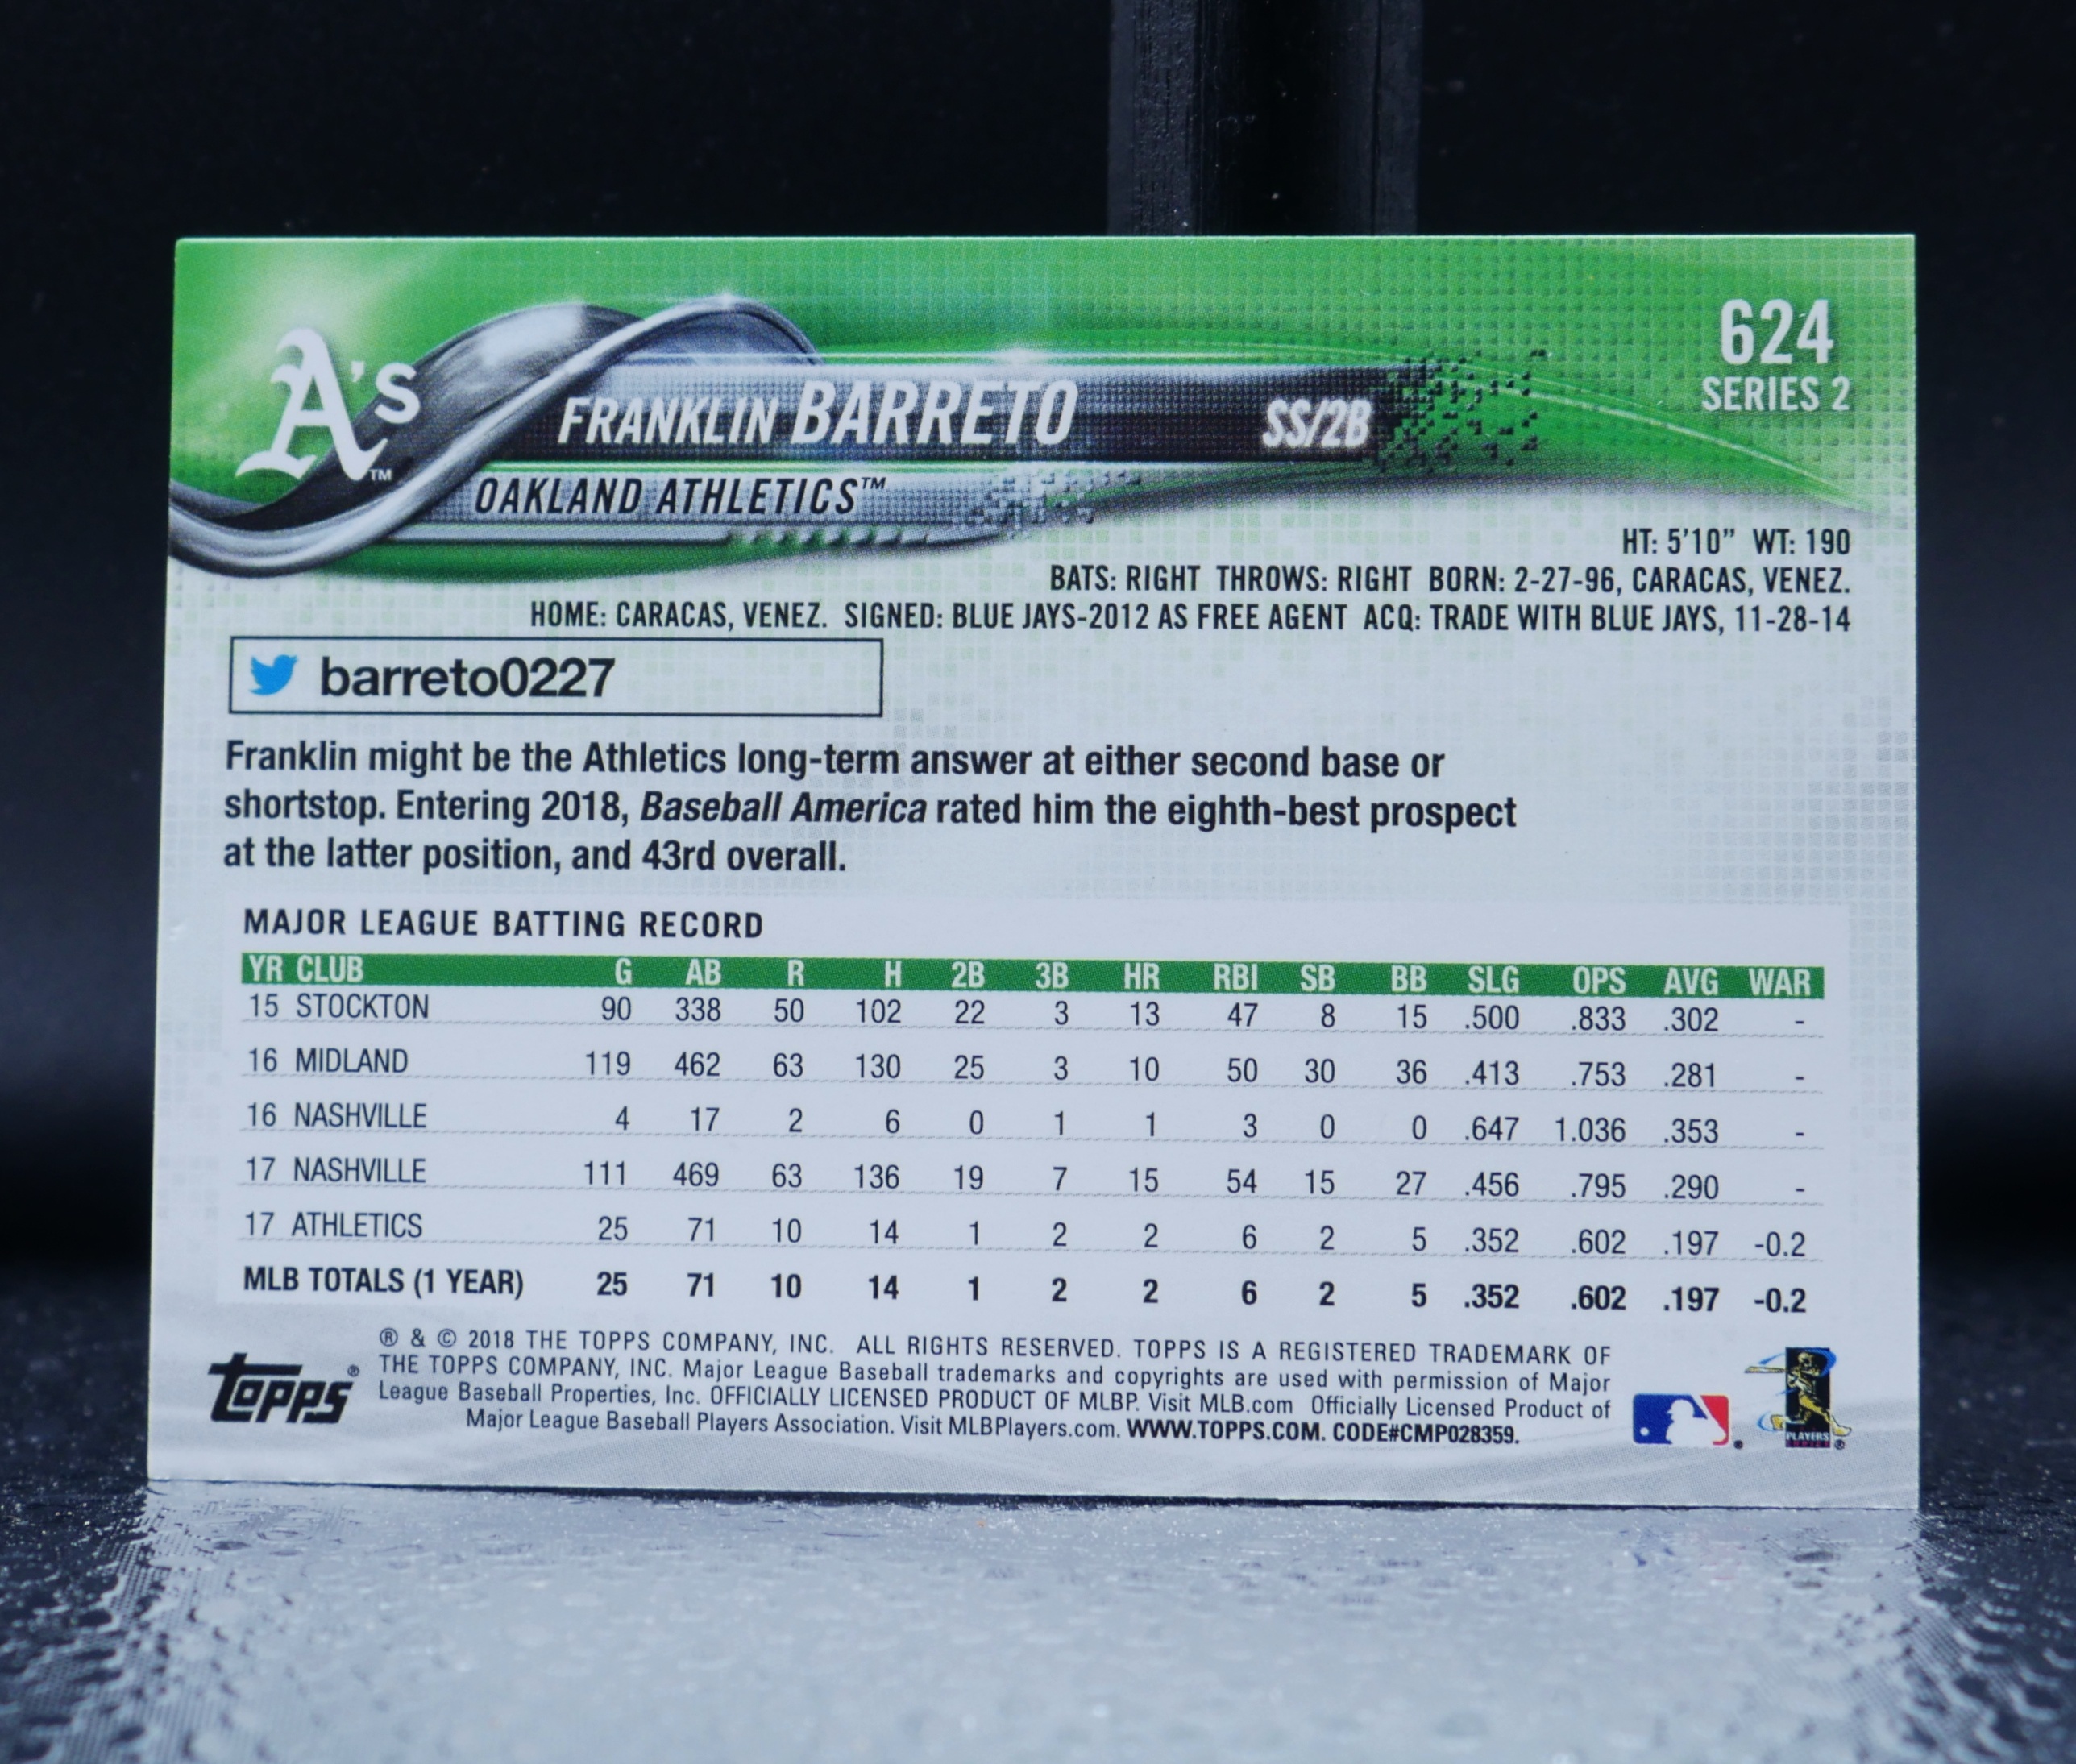 A's™
624
SERIES 2
FRANKLIN BARRETO SS/2B
OAKLAND ATHLETICS™
HT: 5'10" WT: 190
BATS: RIGHT THROWS: RIGHT BORN: 2-27-96, CARACAS, VENEZ.
HOME: CARACAS, VENEZ. SIGNED: BLUE JAYS-2012 AS FREE AGENT ACQ: TRADE WITH BLUE JAYS, 11-28-14
barreto0227
Franklin might be the Athletics long-term answer at either second base or
shortstop. Entering 2018, Baseball America rated him the eighth-best prospect
at the latter position, and 43rd overall.
MAJOR LEAGUE BATTING RECORD
YR CLUB G AB R H 2B 3B HR RBI SB BB SLG OPS AVG WAR
15 STOCKTON 90 338 50 102 22 3 13 47 8 15 .500 .833 .302 -
16 MIDLAND 119 462 63 130 25 3 10 50 30 36 .413 .753 .281 -
16 NASHVILLE 4 17 2 6 0 1 1 3 0 0 .647 1.036 .353 -
17 NASHVILLE 111 469 63 136 19 7 15 54 15 27 .456 .795 .290 -
17 ATHLETICS 25 71 10 14 1 2 2 6 2 5 .352 .602 .197 -0.2
MLB TOTALS (1 YEAR) 25 71 10 14 1 2 2 6 2 5 .352 .602 .197 -0.2
® & © 2018 THE TOPPS COMPANY, INC. ALL RIGHTS RESERVED. TOPPS IS A REGISTERED TRADEMARK OF
THE TOPPS COMPANY, INC. Major League Baseball trademarks and copyrights are used with permission of Major
League Baseball Properties, Inc. OFFICIALLY LICENSED PRODUCT OF MLBP. Visit MLB.com Officially Licensed Product of
Major League Baseball Players Association. Visit MLBPlayers.com. WWW.TOPPS.COM. CODE#CMP028359.
Topps®
PLAYERS